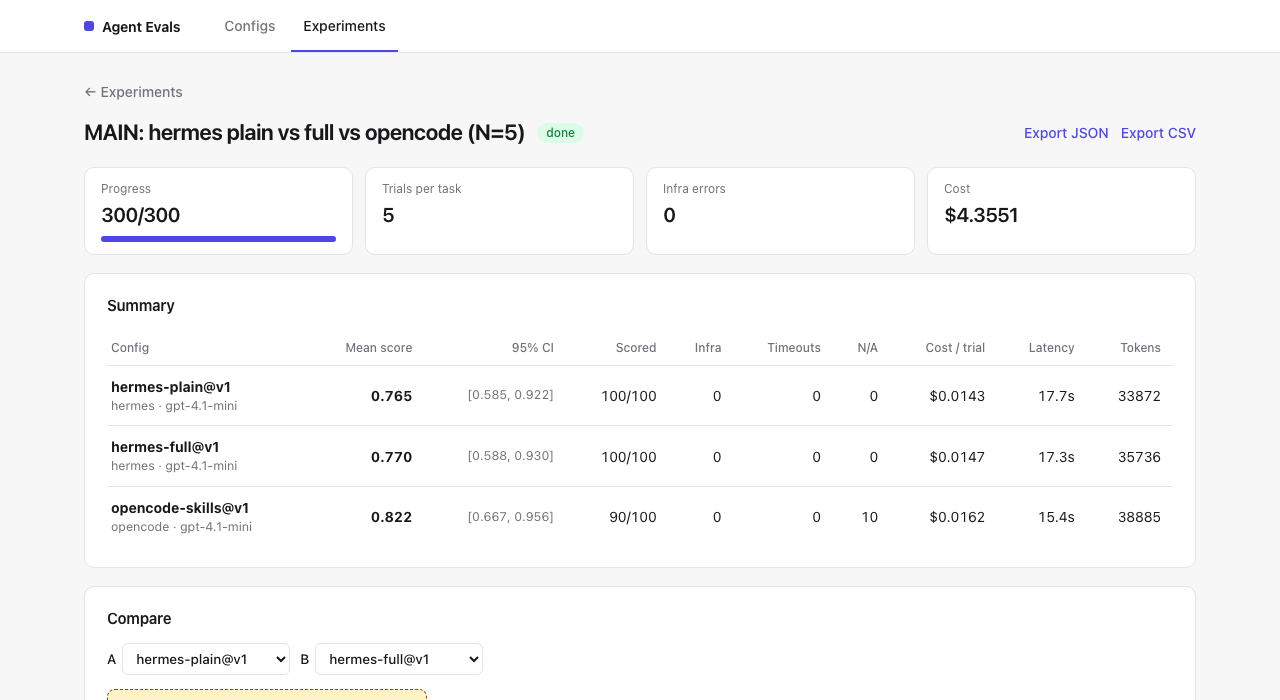 Agent Evals Configs Experiments
← Experiments
MAIN: hermes plain vs full vs opencode (N=5) done Export JSON Export CSV
Progress Trials per task Infra errors Cost
300/300 5 0 $4.3551
Summary
Config Mean score 95% CI Scored Infra Timeouts N/A Cost / trial Latency Tokens
hermes-plain@v1 0.765 [0.585, 0.922] 100/100 0 0 0 $0.0143 17.7s 33872
hermes · gpt-4.1-mini
hermes-full@v1 0.770 [0.588, 0.930] 100/100 0 0 0 $0.0147 17.3s 35736
hermes · gpt-4.1-mini
opencode-skills@v1 0.822 [0.667, 0.956] 90/100 0 0 10 $0.0162 15.4s 38885
opencode · gpt-4.1-mini
Compare
A hermes-plain@v1 B hermes-full@v1